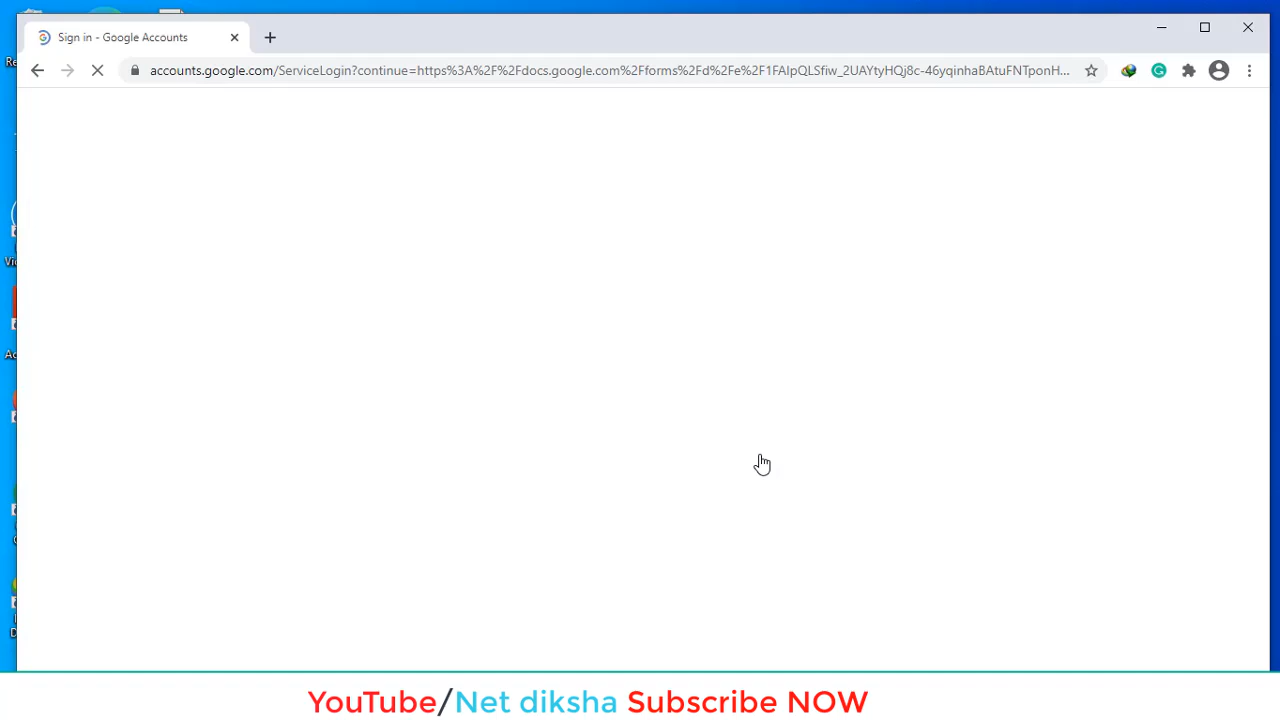 Sign in - Google Accounts
accounts.google.com/ServiceLogin?continue=https%3A%2F%2Fdocs.google.com%2Fforms%2Fd%2Fe%2F1FAIpQLSfiw_2UAYtyHQj8c-46yqinhaBAtuFNTponH...
YouTube/Net diksha Subscribe NOW